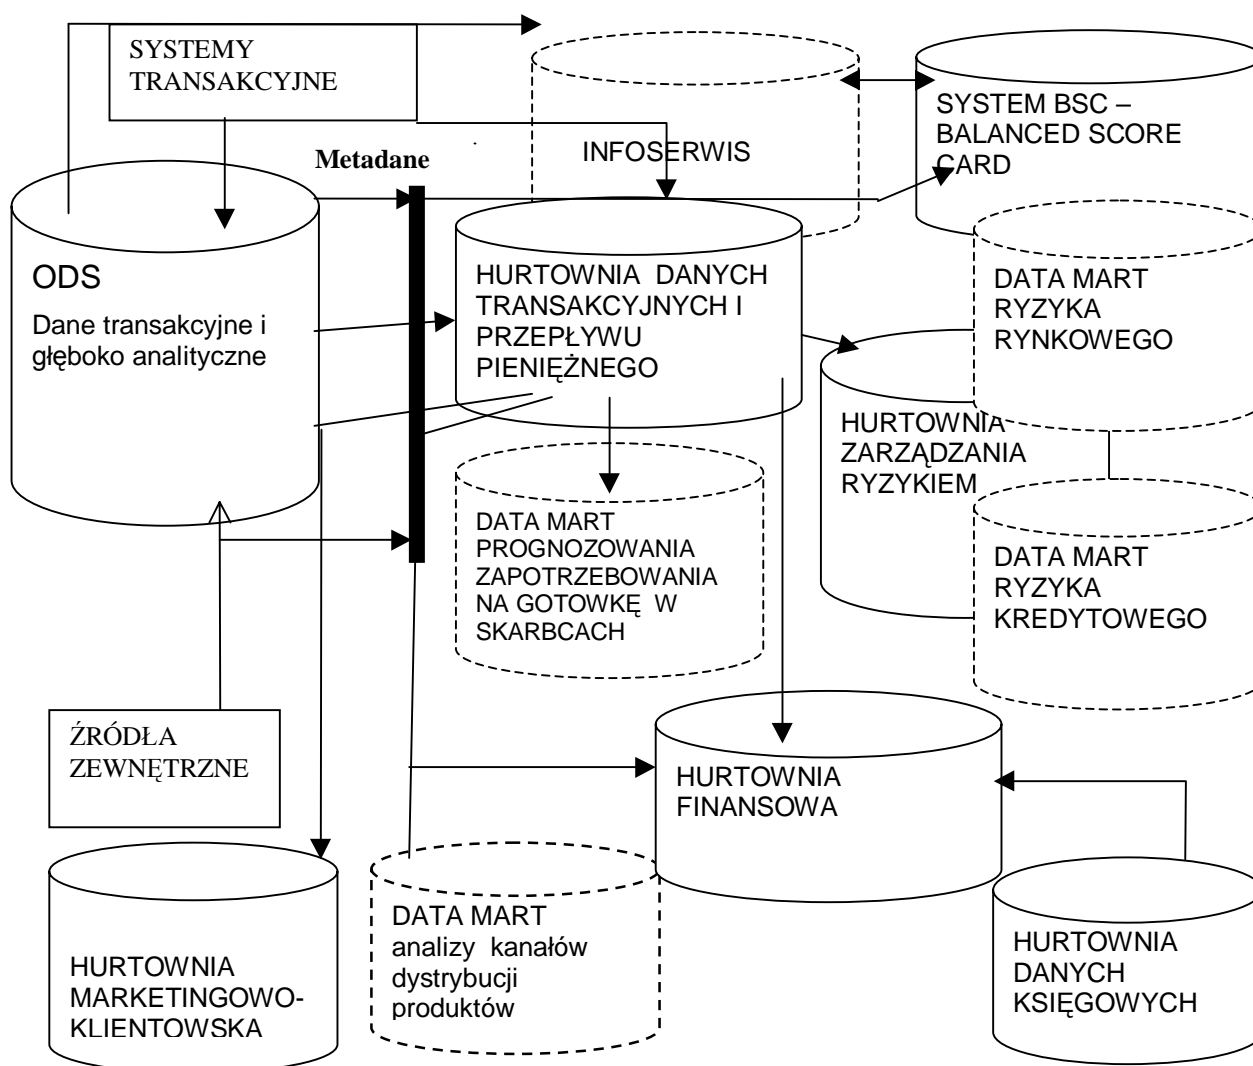 SYSTEMY
TRANSAKCYJNE
INFOSERWIS
SYSTEM BSC –
BALANCED SCORE
CARD
Metadane
ODS
Dane transakcyjne i
głęboko analityczne
HURTOWNIA DANYCH
TRANSAKCYJNYCH I
PRZEPŁYWU
PIENIĘŻNEGO
DATA MART
RYZYKA
RYNKOWEGO
HURTOWNIA
ZARZĄDZANIA
RYZYKIEM
DATA MART
PROGNOZOWANIA
ZAPOTRZEBOWANIA
NA GOTOWKĘ W
SKARBCACH
DATA MART
RYZYKA
KREDYTOWEGO
ŹRÓDŁA
ZEWNĘTRZNE
HURTOWNIA
FINANSOWA
HURTOWNIA
MARKETINGOWO-
KLIENTOWSKA
DATA MART
analizy kanałów
dystrybucji
produktów
HURTOWNIA
DANYCH
KSIĘGOWYCH